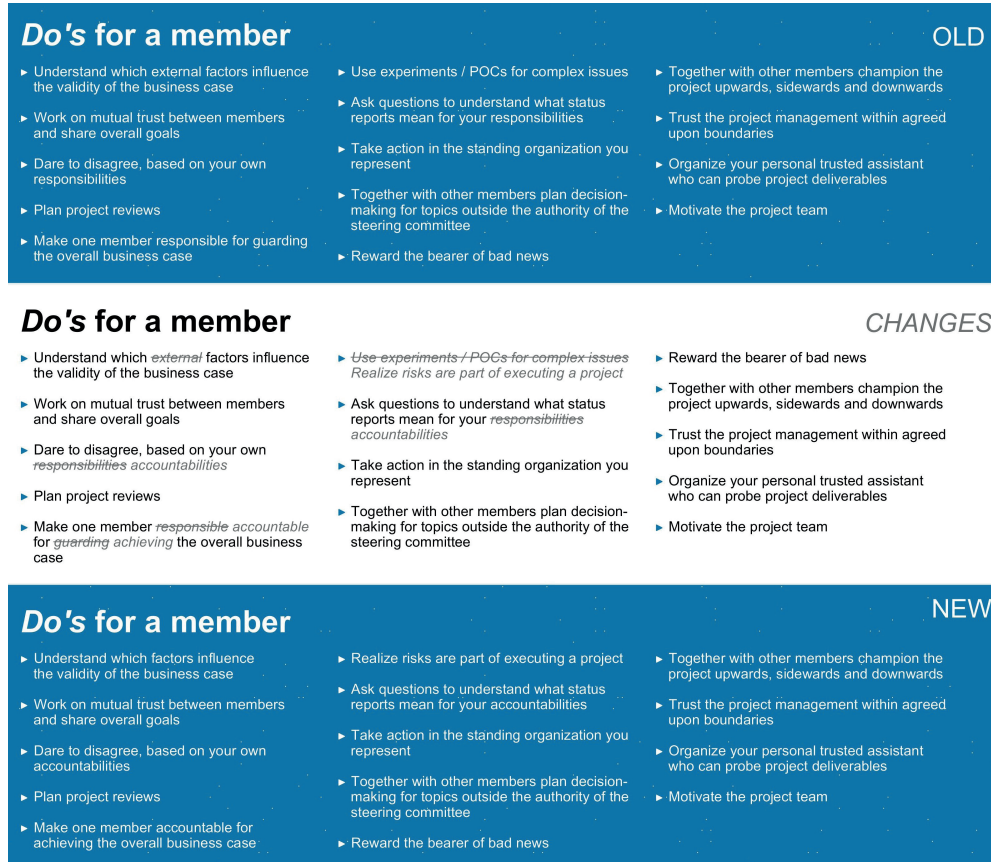 Do's for a member
OLD
Understand which external factors influence
the validity of the business case
Work on mutual trust between members
and share overall goals
Dare to disagree, based on your own
responsibilities
Plan project reviews
Make one member responsible for guarding
the overall business case
Use experiments / POCs for complex issues
Ask questions to understand what status
reports mean for your responsibilities
Take action in the standing organization you
represent
Together with other members plan decision-
making for topics outside the authority of the
steering committee
Reward the bearer of bad news
Together with other members champion the
project upwards, sidewards and downwards
Trust the project management within agreed
upon boundaries
Organize your personal trusted assistant
who can probe project deliverables
Motivate the project team
Do's for a member
CHANGES
Understand which external factors influence
the validity of the business case
Work on mutual trust between members
and share overall goals
Dare to disagree, based on your own
responsibilities accountabilities
Plan project reviews
Make one member responsible accountable
for guarding achieving the overall business
case
Use experiments / POCs for complex issues
Realize risks are part of executing a project
Ask questions to understand what status
reports mean for your responsibilities
accountabilities
Take action in the standing organization you
represent
Together with other members plan decision-
making for topics outside the authority of the
steering committee
Reward the bearer of bad news
Together with other members champion the
project upwards, sidewards and downwards
Trust the project management within agreed
upon boundaries
Organize your personal trusted assistant
who can probe project deliverables
Motivate the project team
Do's for a member
NEW
Understand which factors influence
the validity of the business case
Work on mutual trust between members
and share overall goals
Dare to disagree, based on your own
accountabilities
Plan project reviews
Make one member accountable for
achieving the overall business case
Realize risks are part of executing a project
Ask questions to understand what status
reports mean for your accountabilities
Take action in the standing organization you
represent
Together with other members plan decision-
making for topics outside the authority of the
steering committee
Reward the bearer of bad news
Together with other members champion the
project upwards, sidewards and downwards
Trust the project management within agreed
upon boundaries
Organize your personal trusted assistant
who can probe project deliverables
Motivate the project team